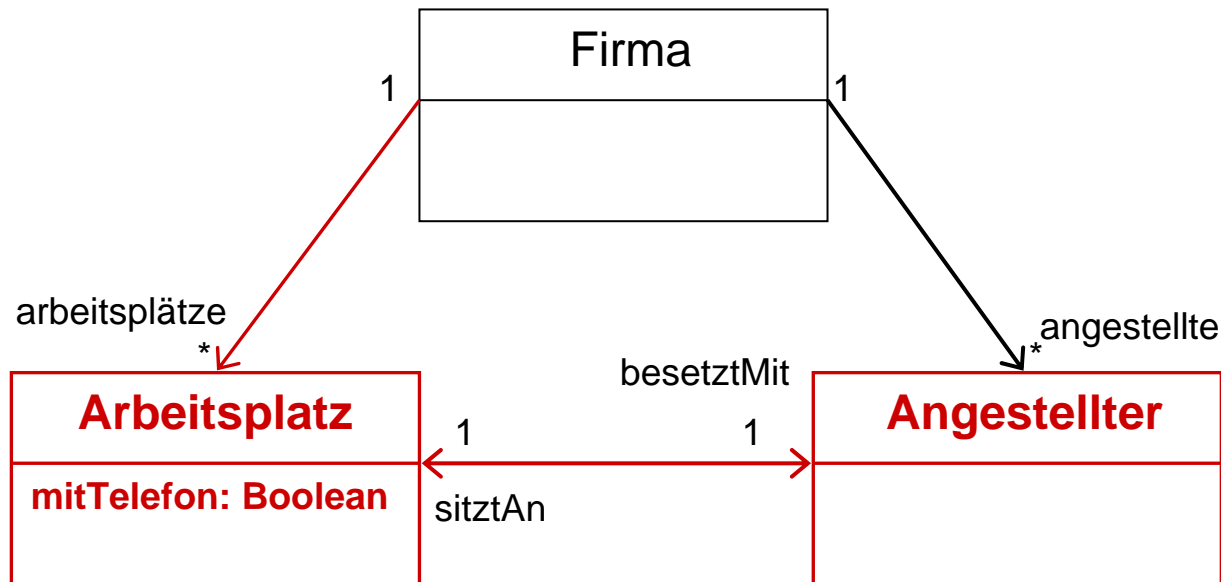 Firma
1
1
arbeitsplätze
*
*
angestellte
besetztMit
Arbeitsplatz
Angestellter
1
1
mitTelefon: Boolean
sitztAn